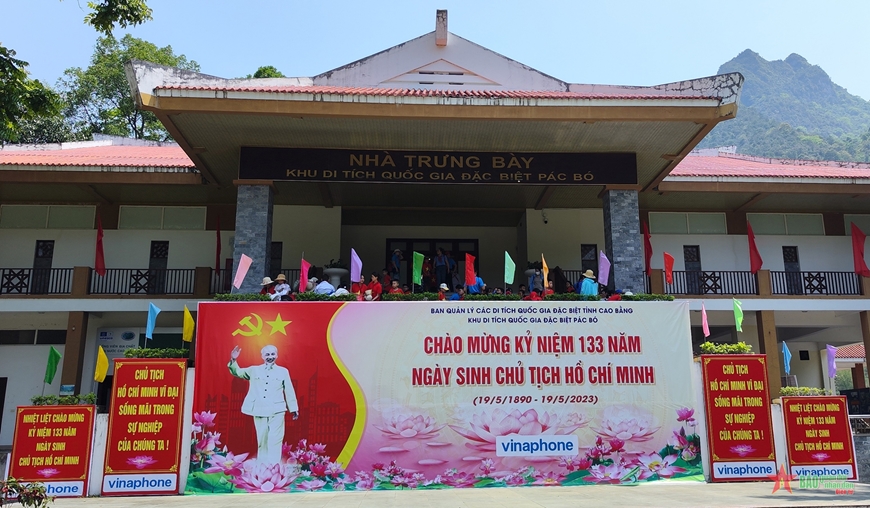 NHÀ TRƯNG BÀY
KHU DI TÍCH QUỐC GIA ĐẶC BIỆT PÁC BÓ
BAN QUẢN LÝ CÁC DI TÍCH QUỐC GIA ĐẶC BIỆT TỈNH CAO BẰNG
KHU DI TÍCH QUỐC GIA ĐẶC BIỆT PÁC BÓ
CHÀO MỪNG KỶ NIỆM 133 NĂM
NGÀY SINH CHỦ TỊCH HỒ CHÍ MINH
(19/5/1890 - 19/5/2023)
vinaphone
NHIỆT LIỆT CHÀO MỪNG
KỶ NIỆM 133 NĂM
NGÀY SINH
CHỦ TỊCH HỒ CHÍ MINH
vinaphone
CHỦ TỊCH
HỒ CHÍ MINH VĨ ĐẠI
SỐNG MÃI TRONG
SỰ NGHIỆP
CỦA CHÚNG TA !
vinaphone
CHỦ TỊCH
HỒ CHÍ MINH VĨ ĐẠI
SỐNG MÃI TRONG
SỰ NGHIỆP
CỦA CHÚNG TA !
vinaphone
NHIỆT LIỆT CHÀO MỪNG
KỶ NIỆM 133 NĂM
NGÀY SINH
CHỦ TỊCH HỒ CHÍ MINH
vinaphone